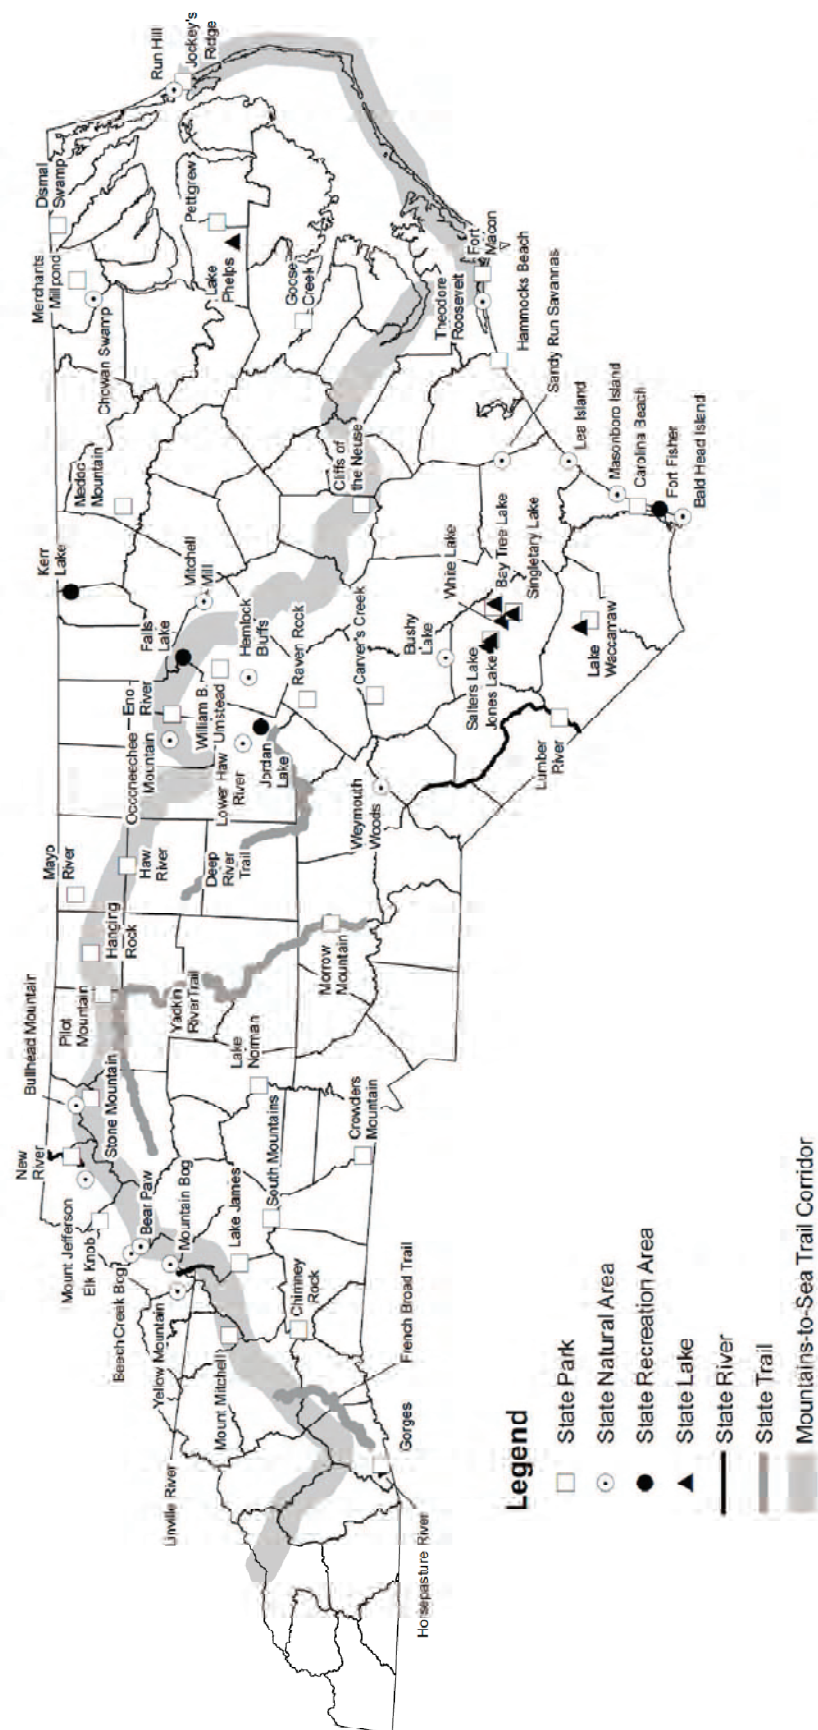 Run Hill
Jockey's
Ridge
Dismal
Swamp
Merchants
Millpond
Chowan Swamp
Pettigrew
Lake
Phelps
Goose
Creek
Theodore
Roosevelt
Fort
Macon
Hammocks Beach
Sandy Run Savannas
Medoc
Mountain
Cliffs of
the Neuse
Lea Island
Masonboro Island
Carolina Beach
Fort Fisher
Bald Head Island
Kerr
Lake
Mitchell
Mill
Falls
Lake
Hemlock
Bluffs
Raven Rock
Carver's Creek
Bushy
Lake
White Lake
Bay Tree Lake
Singletary Lake
Salters Lake
Jones Lake
Lake
Waccamaw
Eno
River
William B.
Umstead
Occoneechee
Mountain
Lower Haw
River
Jordan
Lake
Weymouth
Woods
Lumber
River
Mayo
River
Haw
River
Deep
River
Trail
Hanging
Rock
Morrow
Mountain
Bullhead Mountain
Pilot
Mountain
Yadkin
River Trail
Lake
Norman
Stone Mountain
New
River
South Mountains
Crowders
Mountain
Mount Jefferson
Elk Knob
Bear Paw
Mountain Bog
Lake James
Beech Creek Bog
Yellow Mountain
Chimney
Rock
Mount Mitchell
French Broad Trail
Linville River
Gorges
Horsepasture River
Legend
State Park
State Natural Area
State Recreation Area
State Lake
State River
State Trail
Mountains-to-Sea Trail Corridor